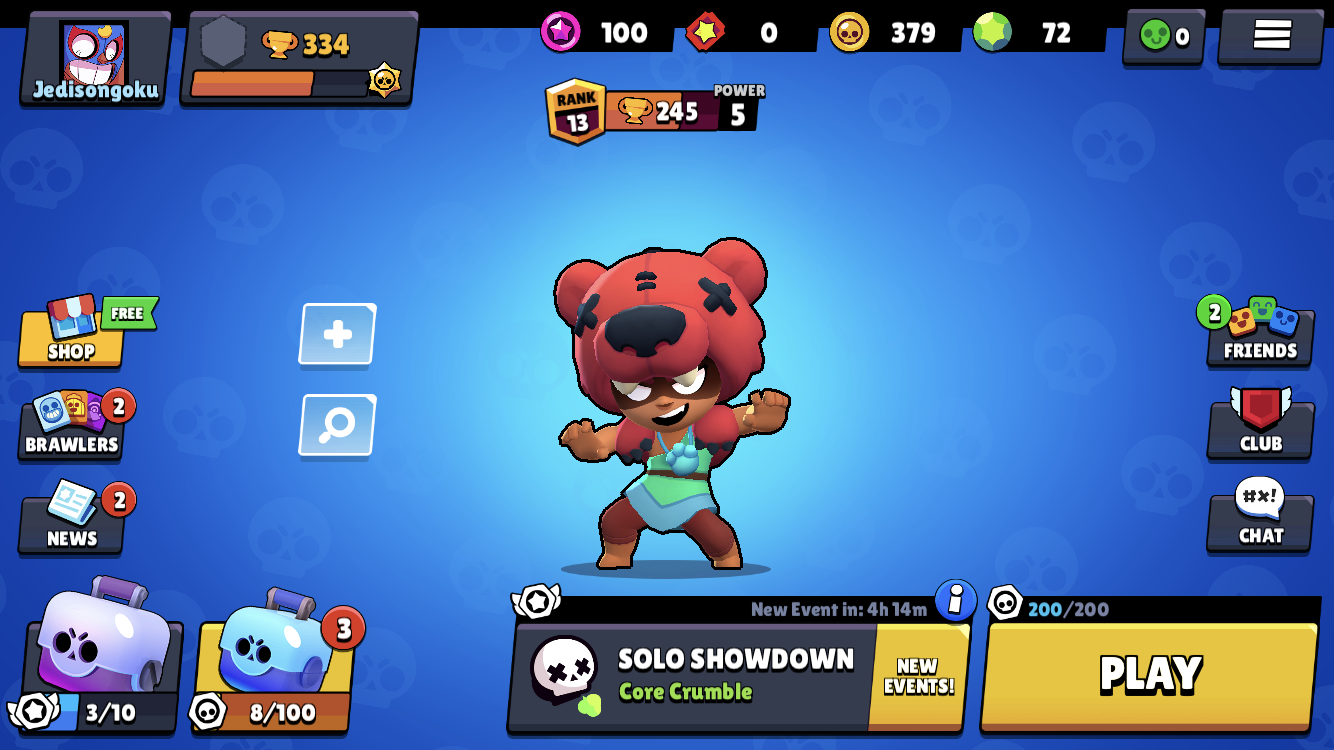 Jedisongoku
334
100
0
379
72
0
RANK
13
245
POWER
5
FREE
SHOP
2
BRAWLERS
2
NEWS
2
FRIENDS
CLUB
#x!
CHAT
3/10
3
8/100
New Event in: 4h 14m
i
SOLO SHOWDOWN
Core Crumble
NEW
EVENTS!
200/200
PLAY